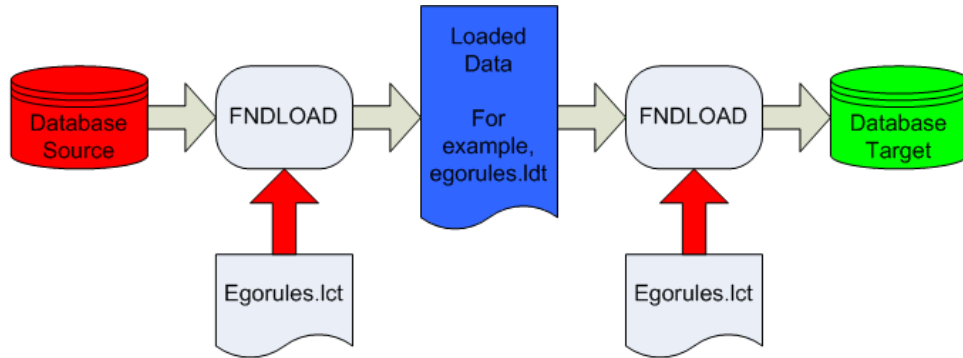 Database
Source
FNDLOAD
Loaded
Data
For
example,
egorules.ldt
FNDLOAD
Database
Target
Egorules.lct
Egorules.lct